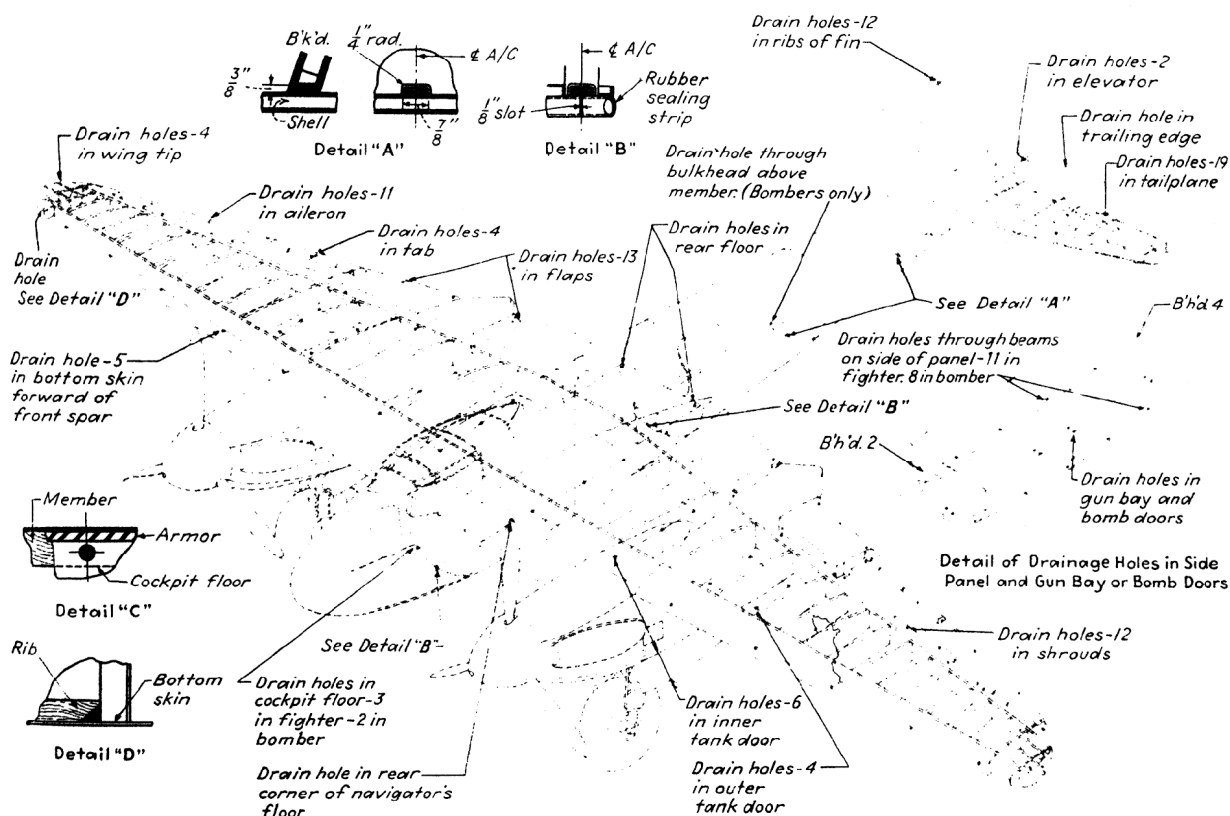 B'k'd.
1/4" rad.
℄ A/C
3/8"
Shell
7/8"
Detail "A"
℄ A/C
1/8" slot
Rubber
sealing
strip
Detail "B"
Drain holes-12
in ribs of fin
Drain holes-2
in elevator
Drain hole in
trailing edge
Drain holes-19
in tailplane
Drain holes-4
in wing tip
Drain holes-11
in aileron
Drain holes-4
in tab
Drain holes-13
in flaps
Drain hole through
bulkhead above
member. (Bombers only)
Drain holes in
rear floor
Drain
hole
See Detail "D"
See Detail "A"
B'h'd. 4
Drain hole-5
in bottom skin
forward of
front spar
Drain holes through beams
on side of panel-11 in
fighter. 8 in bomber
See Detail "B"
B'h'd. 2
Drain holes in
gun bay and
bomb doors
Member
Armor
Cockpit floor
Detail "C"
Detail of Drainage Holes in Side
Panel and Gun Bay or Bomb Doors
Rib
Bottom
skin
Detail "D"
See Detail "B"
Drain holes in
cockpit floor-3
in fighter-2 in
bomber
Drain hole in rear
corner of navigator's
floor
Drain holes-6
in inner
tank door
Drain holes-4
in outer
tank door
Drain holes-12
in shrouds